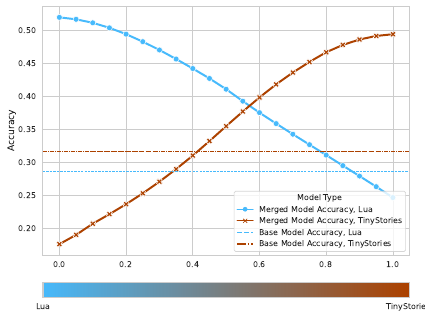 0.50
0.45
0.40
0.35
0.30
0.25
0.20
Accuracy
0.0
0.2
0.4
0.6
0.8
1.0
Model Type
Merged Model Accuracy, Lua
Merged Model Accuracy, TinyStories
Base Model Accuracy, Lua
Base Model Accuracy, TinyStories
Lua
TinyStorie